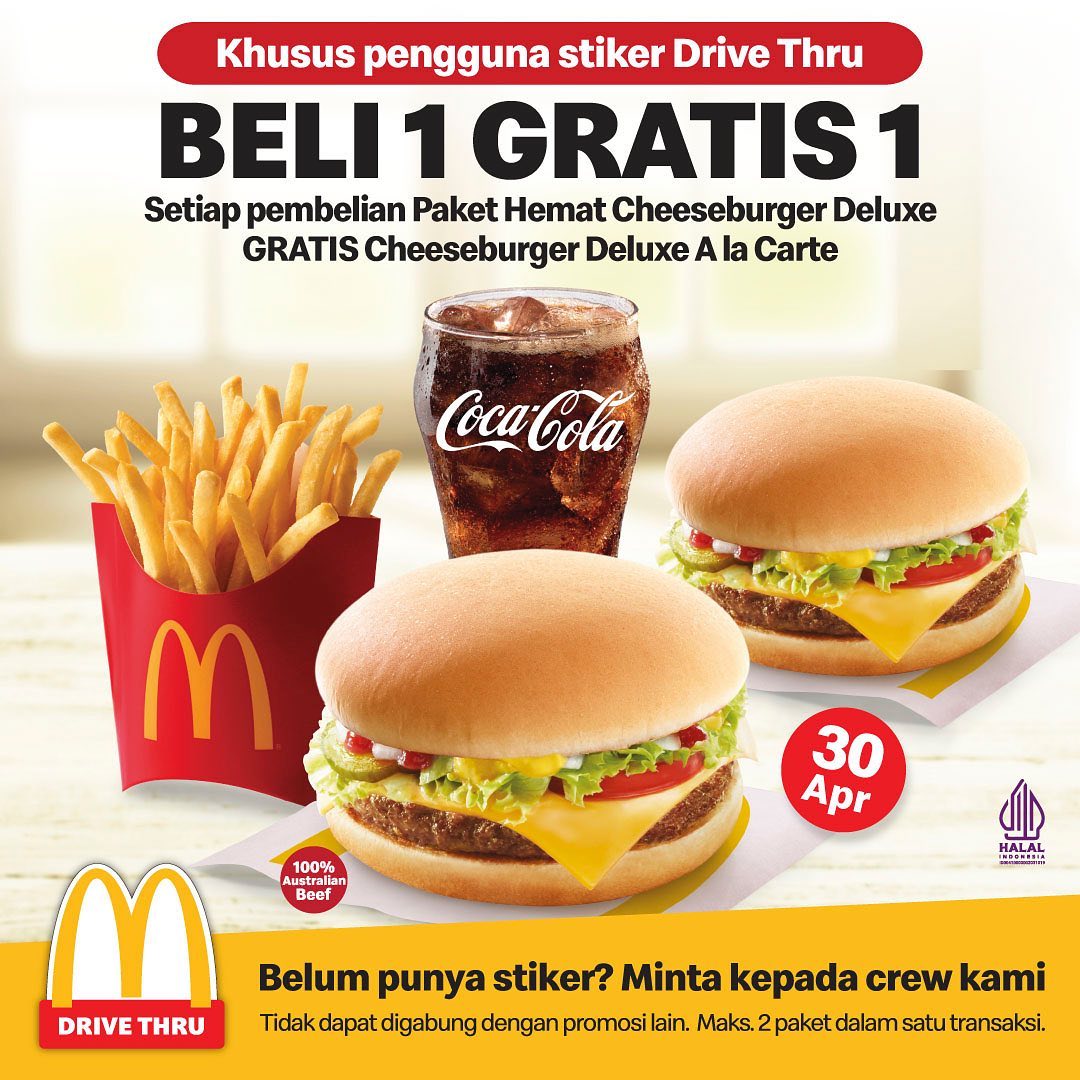 Khusus pengguna stiker Drive Thru
BELI 1 GRATIS 1
Setiap pembelian Paket Hemat Cheeseburger Deluxe
GRATIS Cheeseburger Deluxe A la Carte
Coca-Cola
30
Apr
HALAL
INDONESIA
100%
Australian
Beef
DRIVE THRU
Belum punya stiker? Minta kepada crew kami
Tidak dapat digabung dengan promosi lain. Maks. 2 paket dalam satu transaksi.